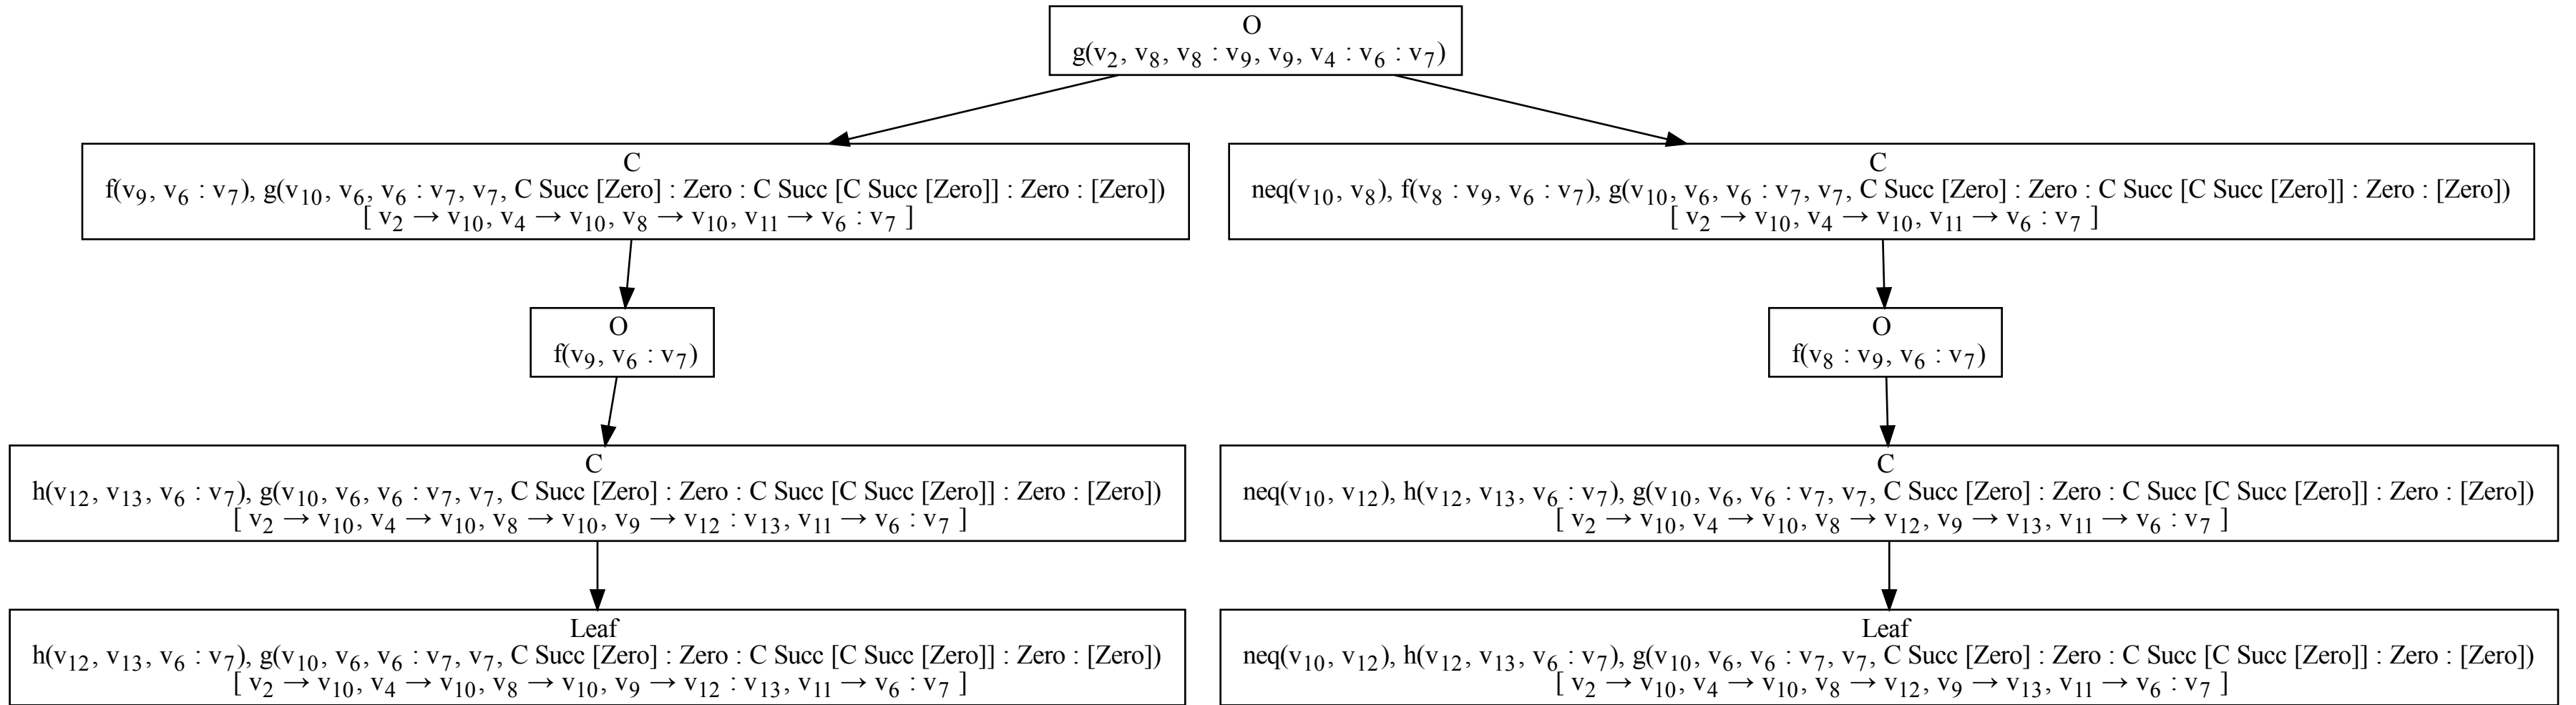 O
g(v₂, v₈, v₈ : v₉, v₉, v₄ : v₆ : v₇)
C
f(v₉, v₆ : v₇), g(v₁₀, v₆, v₆ : v₇, v₇, C Succ [Zero] : Zero : C Succ [C Succ [Zero]] : Zero : [Zero])
[ v₂ → v₁₀, v₄ → v₁₀, v₈ → v₁₀, v₁₁ → v₆ : v₇ ]
C
neq(v₁₀, v₈), f(v₈ : v₉, v₆ : v₇), g(v₁₀, v₆, v₆ : v₇, v₇, C Succ [Zero] : Zero : C Succ [C Succ [Zero]] : Zero : [Zero])
[ v₂ → v₁₀, v₄ → v₁₀, v₁₁ → v₆ : v₇ ]
O
f(v₉, v₆ : v₇)
O
f(v₈ : v₉, v₆ : v₇)
C
h(v₁₂, v₁₃, v₆ : v₇), g(v₁₀, v₆, v₆ : v₇, v₇, C Succ [Zero] : Zero : C Succ [C Succ [Zero]] : Zero : [Zero])
[ v₂ → v₁₀, v₄ → v₁₀, v₈ → v₁₀, v₉ → v₁₂ : v₁₃, v₁₁ → v₆ : v₇ ]
C
neq(v₁₀, v₁₂), h(v₁₂, v₁₃, v₆ : v₇), g(v₁₀, v₆, v₆ : v₇, v₇, C Succ [Zero] : Zero : C Succ [C Succ [Zero]] : Zero : [Zero])
[ v₂ → v₁₀, v₄ → v₁₀, v₈ → v₁₂, v₉ → v₁₃, v₁₁ → v₆ : v₇ ]
Leaf
h(v₁₂, v₁₃, v₆ : v₇), g(v₁₀, v₆, v₆ : v₇, v₇, C Succ [Zero] : Zero : C Succ [C Succ [Zero]] : Zero : [Zero])
[ v₂ → v₁₀, v₄ → v₁₀, v₈ → v₁₀, v₉ → v₁₂ : v₁₃, v₁₁ → v₆ : v₇ ]
Leaf
neq(v₁₀, v₁₂), h(v₁₂, v₁₃, v₆ : v₇), g(v₁₀, v₆, v₆ : v₇, v₇, C Succ [Zero] : Zero : C Succ [C Succ [Zero]] : Zero : [Zero])
[ v₂ → v₁₀, v₄ → v₁₀, v₈ → v₁₂, v₉ → v₁₃, v₁₁ → v₆ : v₇ ]